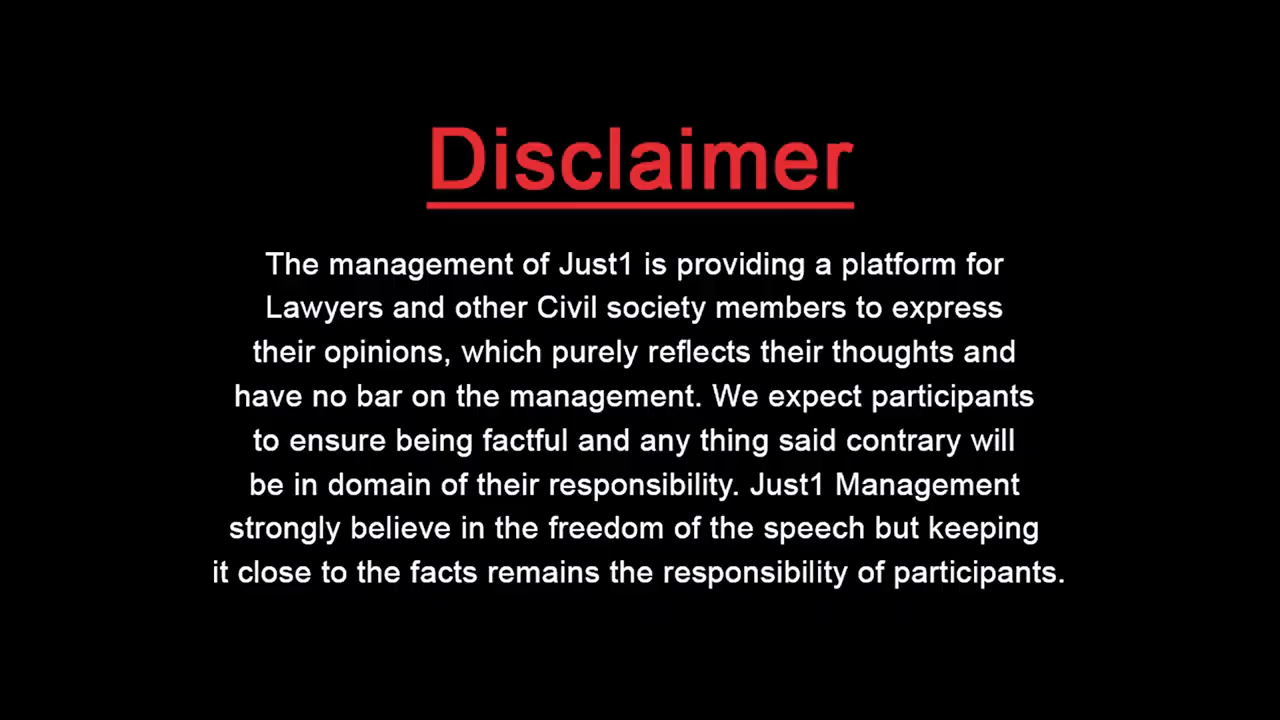 Disclaimer
The management of Just1 is providing a platform for
Lawyers and other Civil society members to express
their opinions, which purely reflects their thoughts and
have no bar on the management. We expect participants
to ensure being factful and any thing said contrary will
be in domain of their responsibility. Just1 Management
strongly believe in the freedom of the speech but keeping
it close to the facts remains the responsibility of participants.